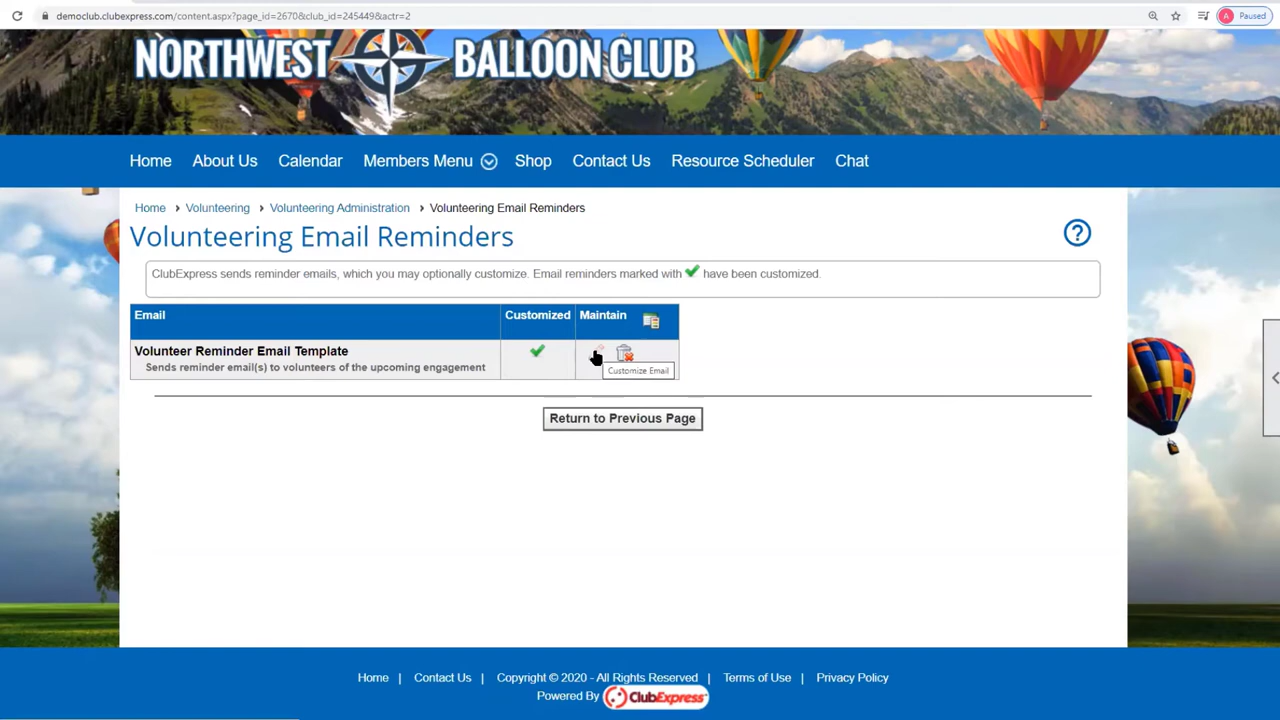 democlub.clubexpress.com/content.aspx?page_id=2670&club_id=245449&actr=2
A Paused
NORTHWEST BALLOON CLUB
Home About Us Calendar Members Menu Shop Contact Us Resource Scheduler Chat
Home › Volunteering › Volunteering Administration › Volunteering Email Reminders
Volunteering Email Reminders
?
ClubExpress sends reminder emails, which you may optionally customize. Email reminders marked with ✔ have been customized.
Email Customized Maintain
Volunteer Reminder Email Template
Sends reminder email(s) to volunteers of the upcoming engagement
Customize Email
Return to Previous Page
Home | Contact Us | Copyright © 2020 - All Rights Reserved | Terms of Use | Privacy Policy
Powered By ClubExpress